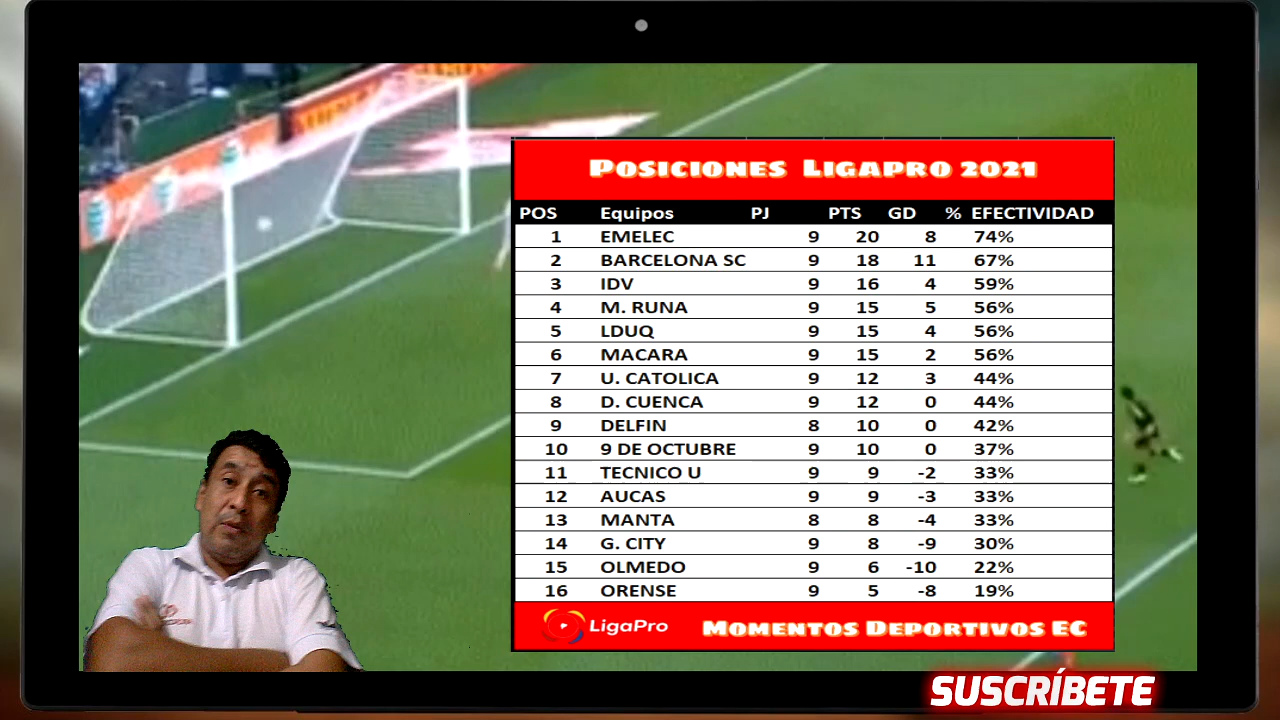 POSICIONES LIGAPRO 2021
POS Equipos PJ PTS GD % EFECTIVIDAD
1 EMELEC 9 20 8 74%
2 BARCELONA SC 9 18 11 67%
3 IDV 9 16 4 59%
4 M. RUNA 9 15 5 56%
5 LDUQ 9 15 4 56%
6 MACARA 9 15 2 56%
7 U. CATOLICA 9 12 3 44%
8 D. CUENCA 9 12 0 44%
9 DELFIN 8 10 0 42%
10 9 DE OCTUBRE 9 10 0 37%
11 TECNICO U 9 9 -2 33%
12 AUCAS 9 9 -3 33%
13 MANTA 8 8 -4 33%
14 G. CITY 9 8 -9 30%
15 OLMEDO 9 6 -10 22%
16 ORENSE 9 5 -8 19%
LigaPro MOMENTOS DEPORTIVOS EC
SUSCRÍBETE